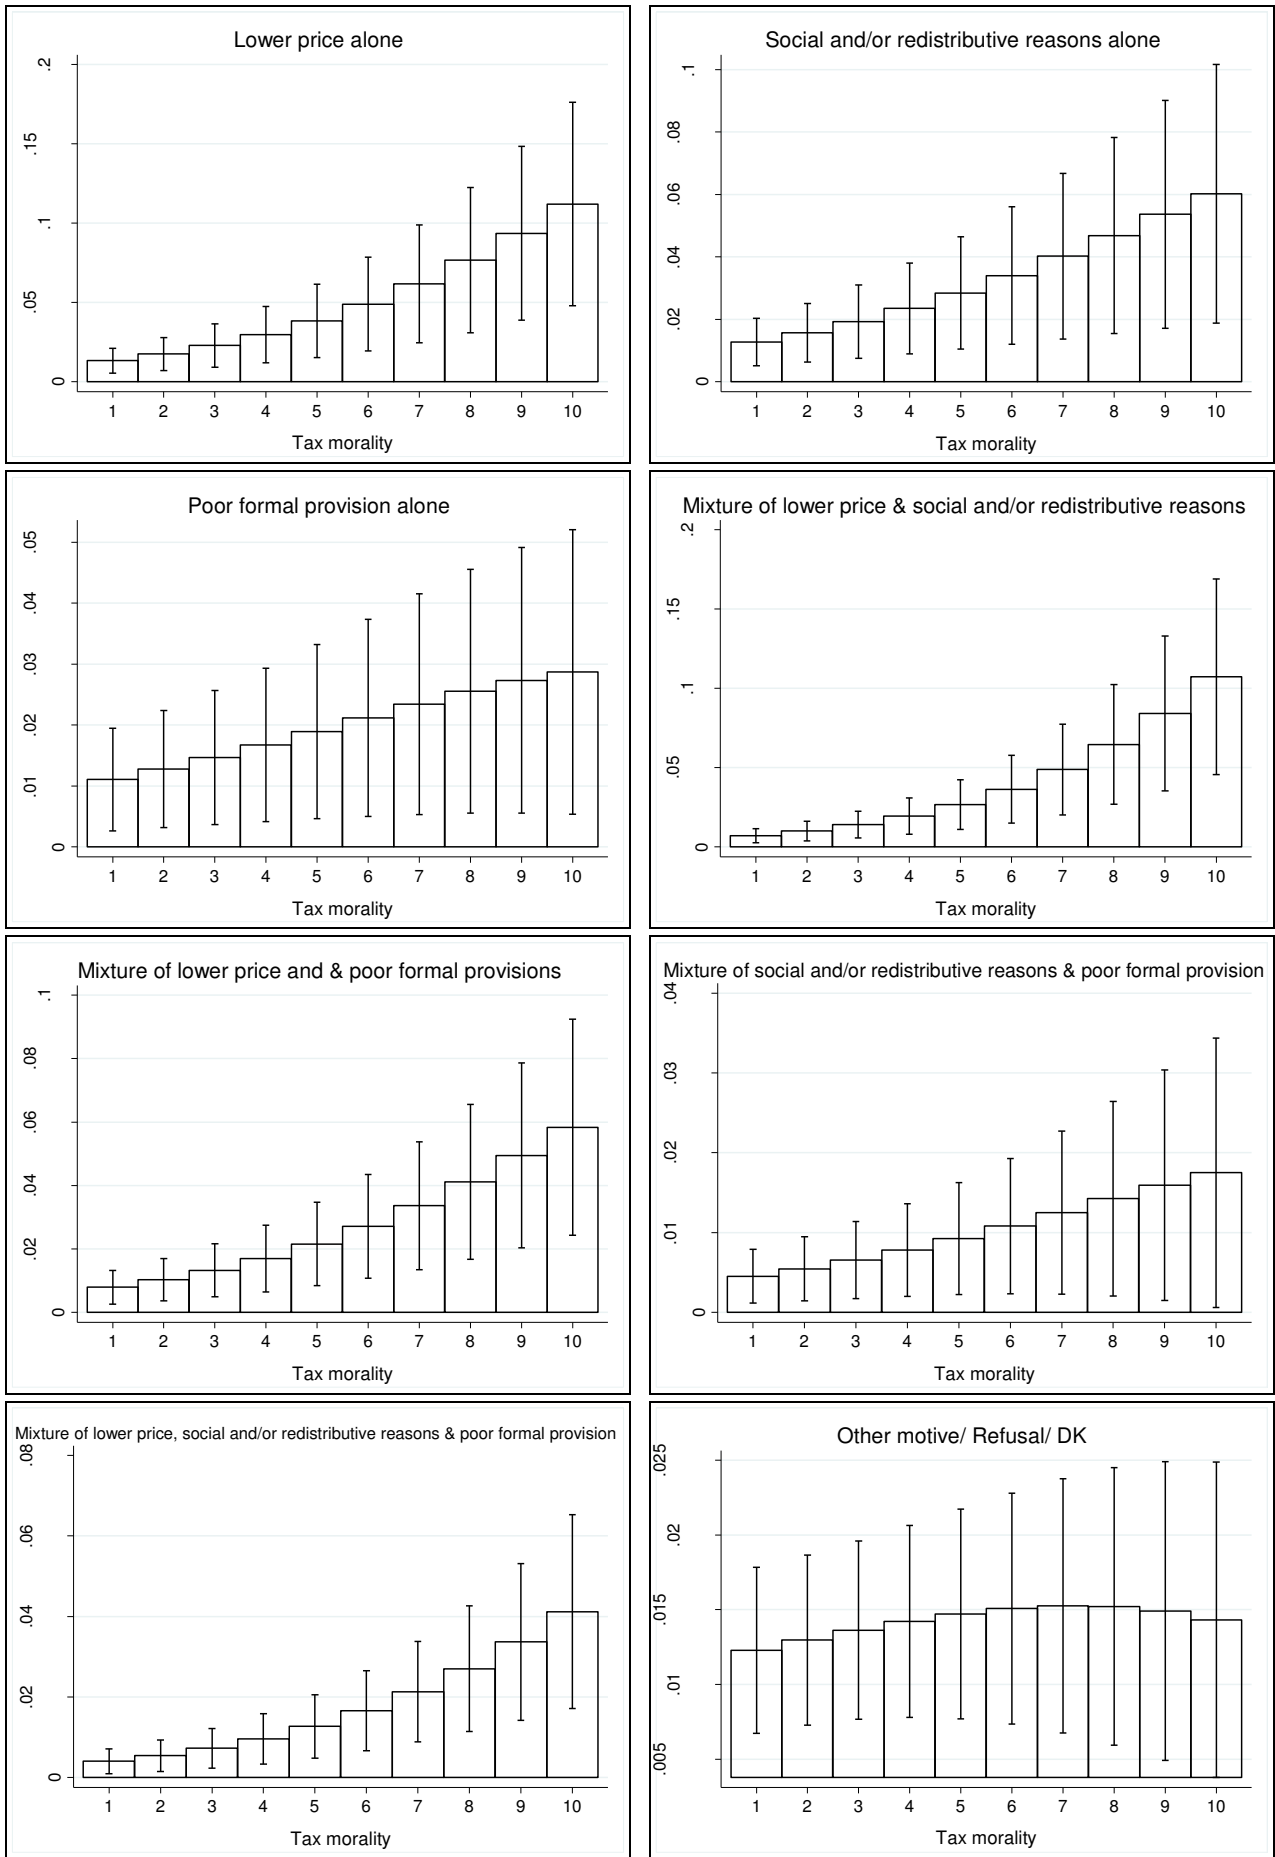 Lower price alone
.2
.15
.1
.05
0
1 2 3 4 5 6 7 8 9 10
Tax morality
Social and/or redistributive reasons alone
.1
.08
.06
.04
.02
0
1 2 3 4 5 6 7 8 9 10
Tax morality
Poor formal provision alone
.05
.04
.03
.02
.01
0
1 2 3 4 5 6 7 8 9 10
Tax morality
Mixture of lower price & social and/or redistributive reasons
.2
.15
.1
.05
0
1 2 3 4 5 6 7 8 9 10
Tax morality
Mixture of lower price and & poor formal provisions
.1
.08
.06
.04
.02
0
1 2 3 4 5 6 7 8 9 10
Tax morality
Mixture of social and/or redistributive reasons & poor formal provision
.04
.03
.02
.01
0
1 2 3 4 5 6 7 8 9 10
Tax morality
Mixture of lower price, social and/or redistributive reasons & poor formal provision
.08
.06
.04
.02
0
1 2 3 4 5 6 7 8 9 10
Tax morality
Other motive/ Refusal/ DK
.025
.02
.015
.01
.005
1 2 3 4 5 6 7 8 9 10
Tax morality